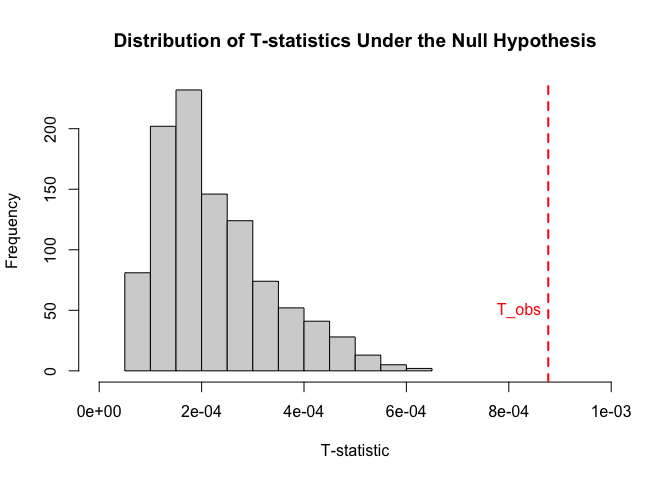 Distribution of T-statistics Under the Null Hypothesis
Frequency
200
150
100
50
0
T_obs
0e+00 2e-04 4e-04 6e-04 8e-04 1e-03
T-statistic